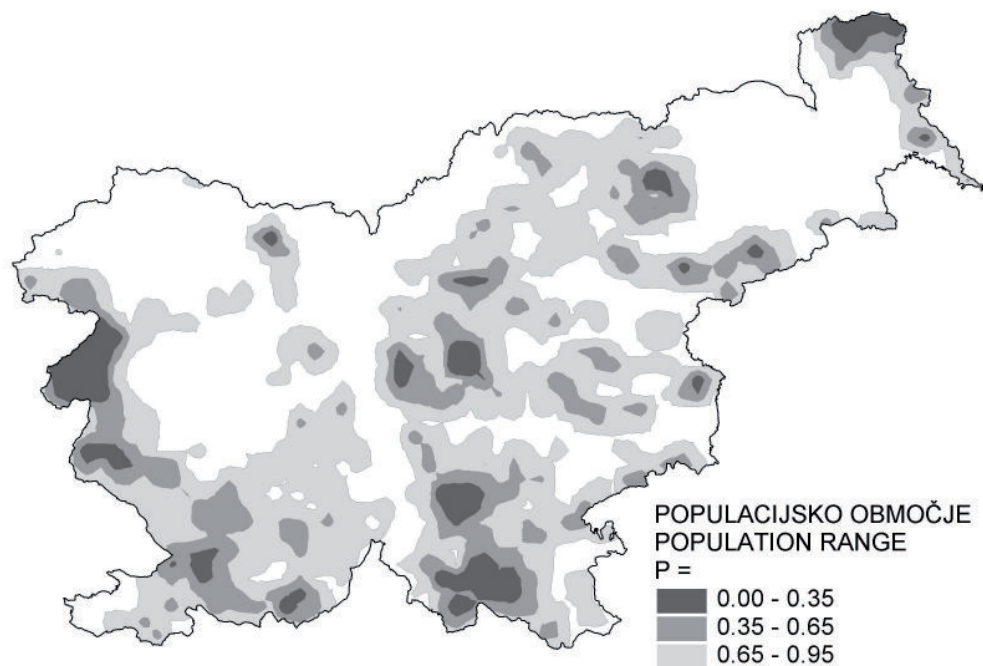 POPULACIJSKO OBMOČJE
POPULATION RANGE
P =
0.00 - 0.35
0.35 - 0.65
0.65 - 0.95